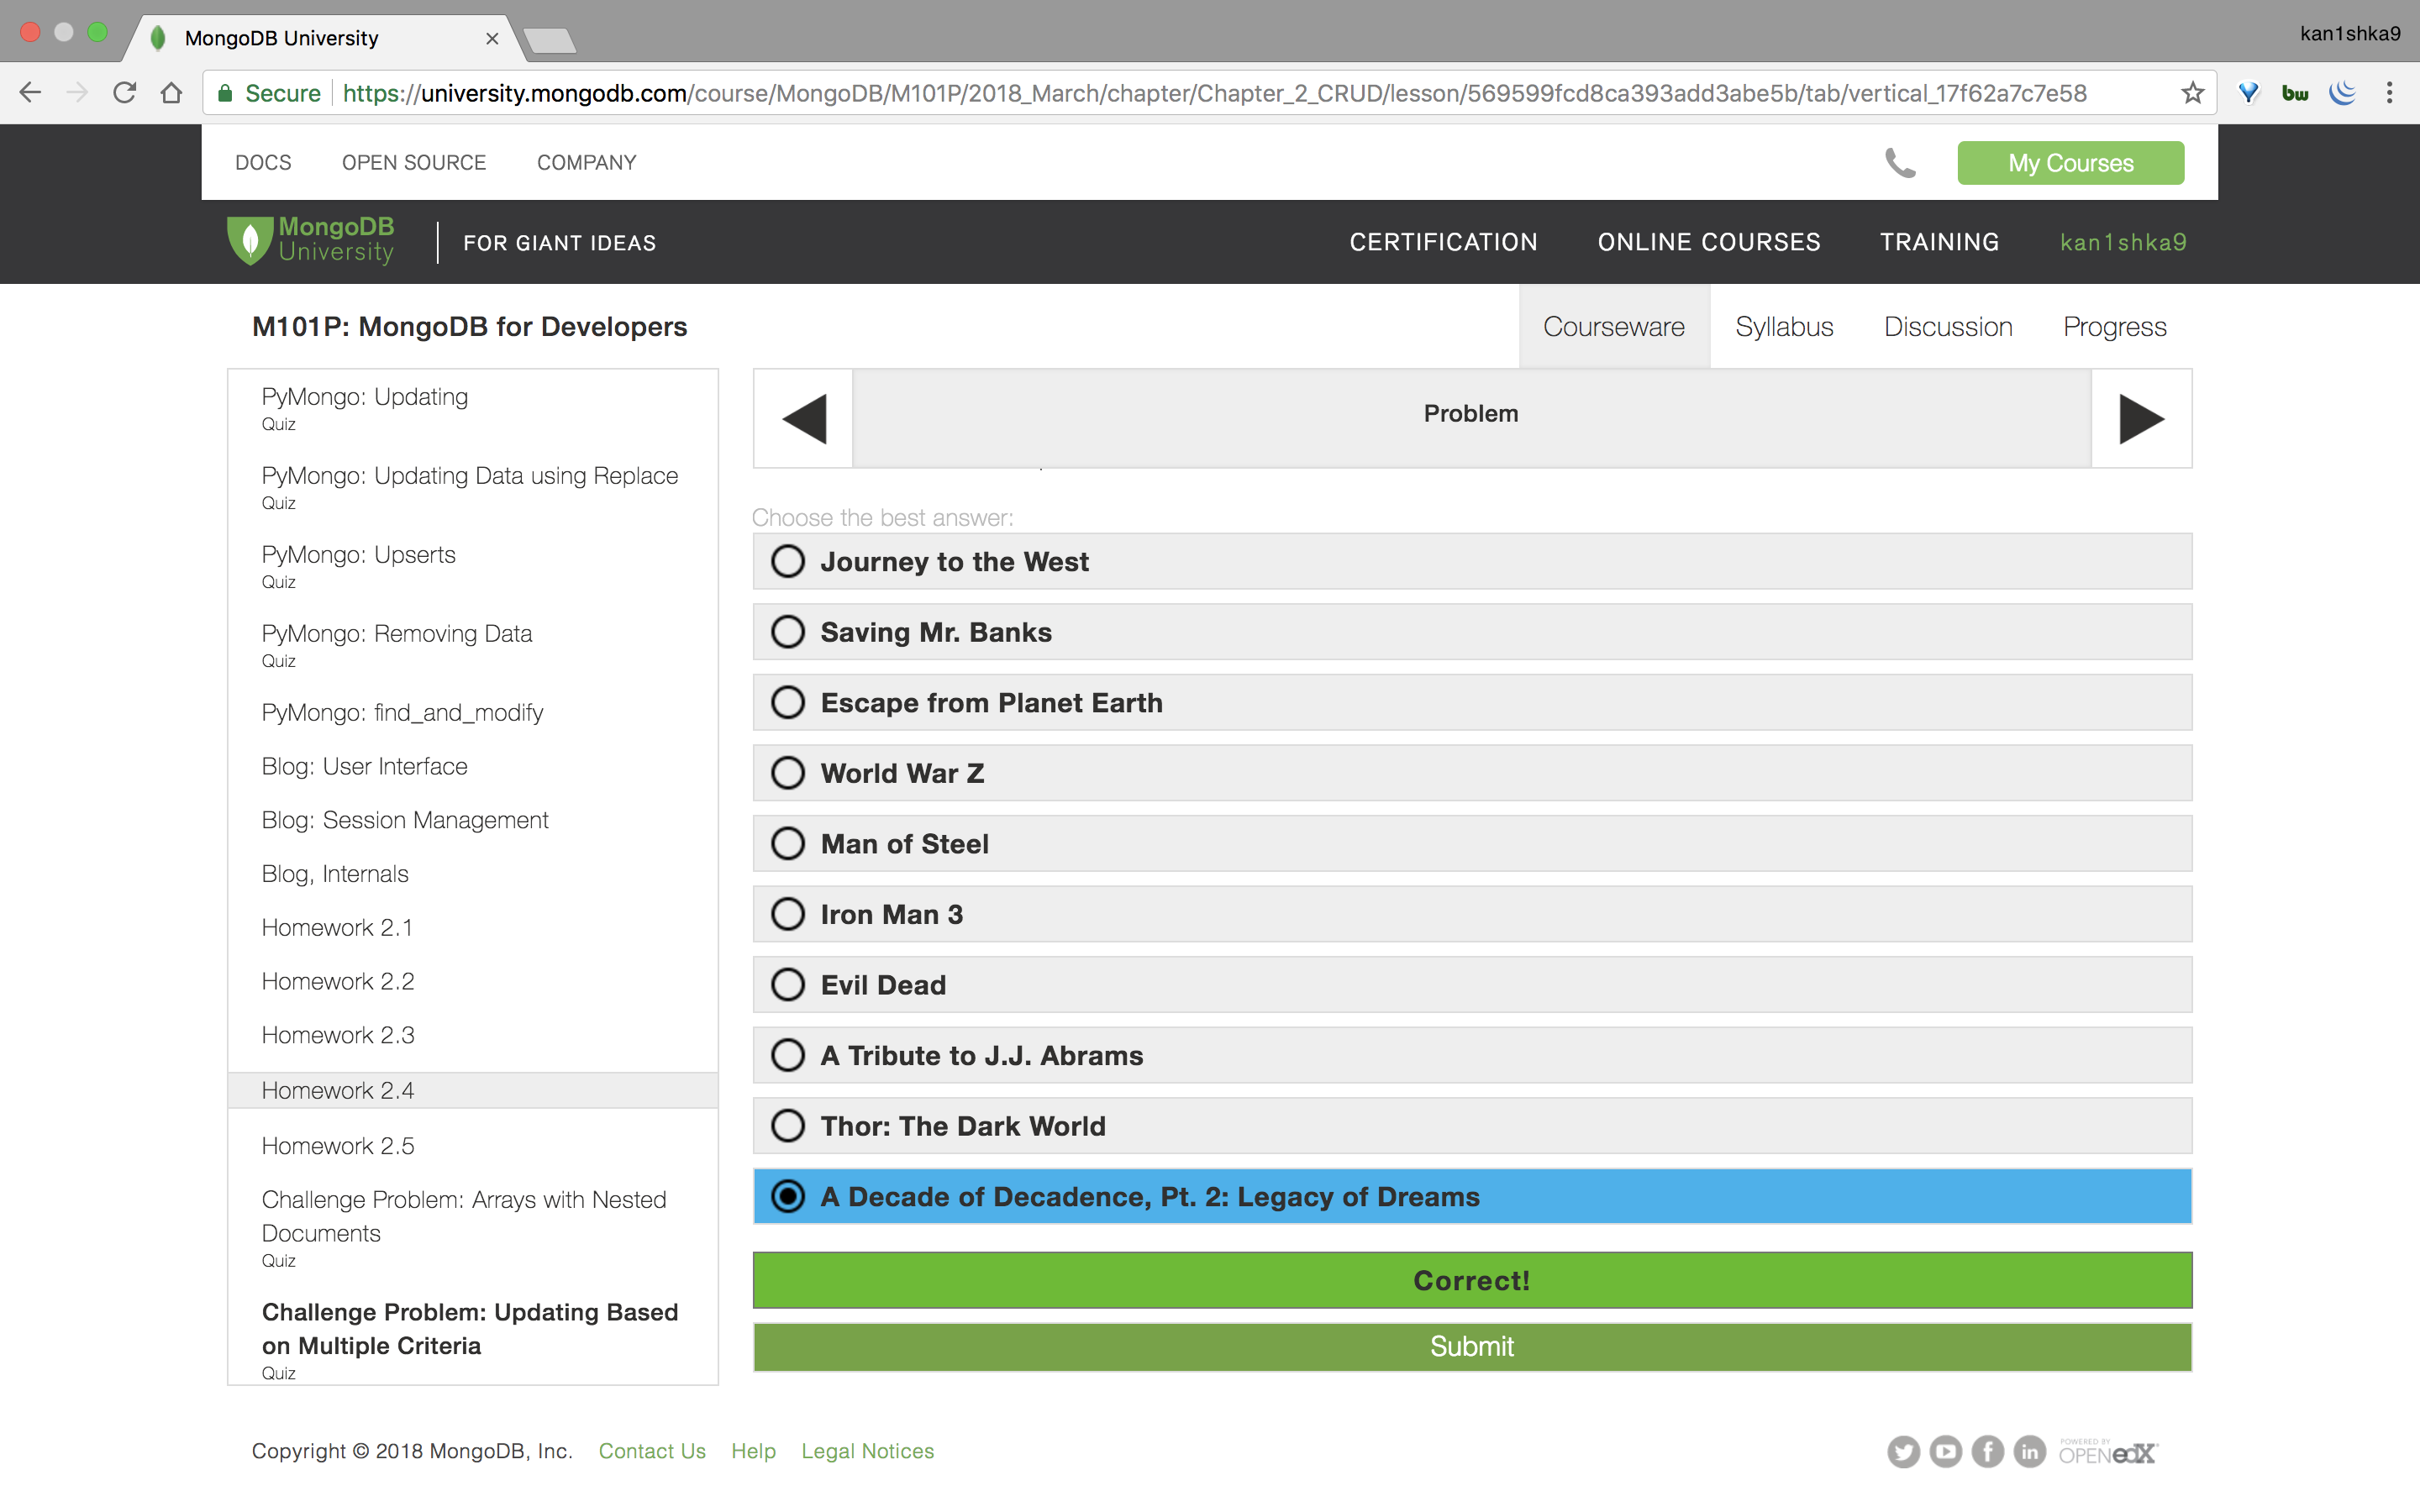 MongoDB University
kan1shka9
Secure
https://university.mongodb.com/course/MongoDB/M101P/2018_March/chapter/Chapter_2_CRUD/lesson/569599fcd8ca393add3abe5b/tab/vertical_17f62a7c7e58
bw
DOCS OPEN SOURCE COMPANY
My Courses
MongoDB
University
FOR GIANT IDEAS
CERTIFICATION ONLINE COURSES TRAINING kan1shka9
M101P: MongoDB for Developers
Courseware Syllabus Discussion Progress
PyMongo: Updating
Quiz
PyMongo: Updating Data using Replace
Quiz
PyMongo: Upserts
Quiz
PyMongo: Removing Data
Quiz
PyMongo: find_and_modify
Blog: User Interface
Blog: Session Management
Blog, Internals
Homework 2.1
Homework 2.2
Homework 2.3
Homework 2.4
Homework 2.5
Challenge Problem: Arrays with Nested
Documents
Quiz
Challenge Problem: Updating Based
on Multiple Criteria
Quiz
Problem
Choose the best answer:
Journey to the West
Saving Mr. Banks
Escape from Planet Earth
World War Z
Man of Steel
Iron Man 3
Evil Dead
A Tribute to J.J. Abrams
Thor: The Dark World
A Decade of Decadence, Pt. 2: Legacy of Dreams
Correct!
Submit
Copyright © 2018 MongoDB, Inc. Contact Us Help Legal Notices
POWERED BY
OPEN edX